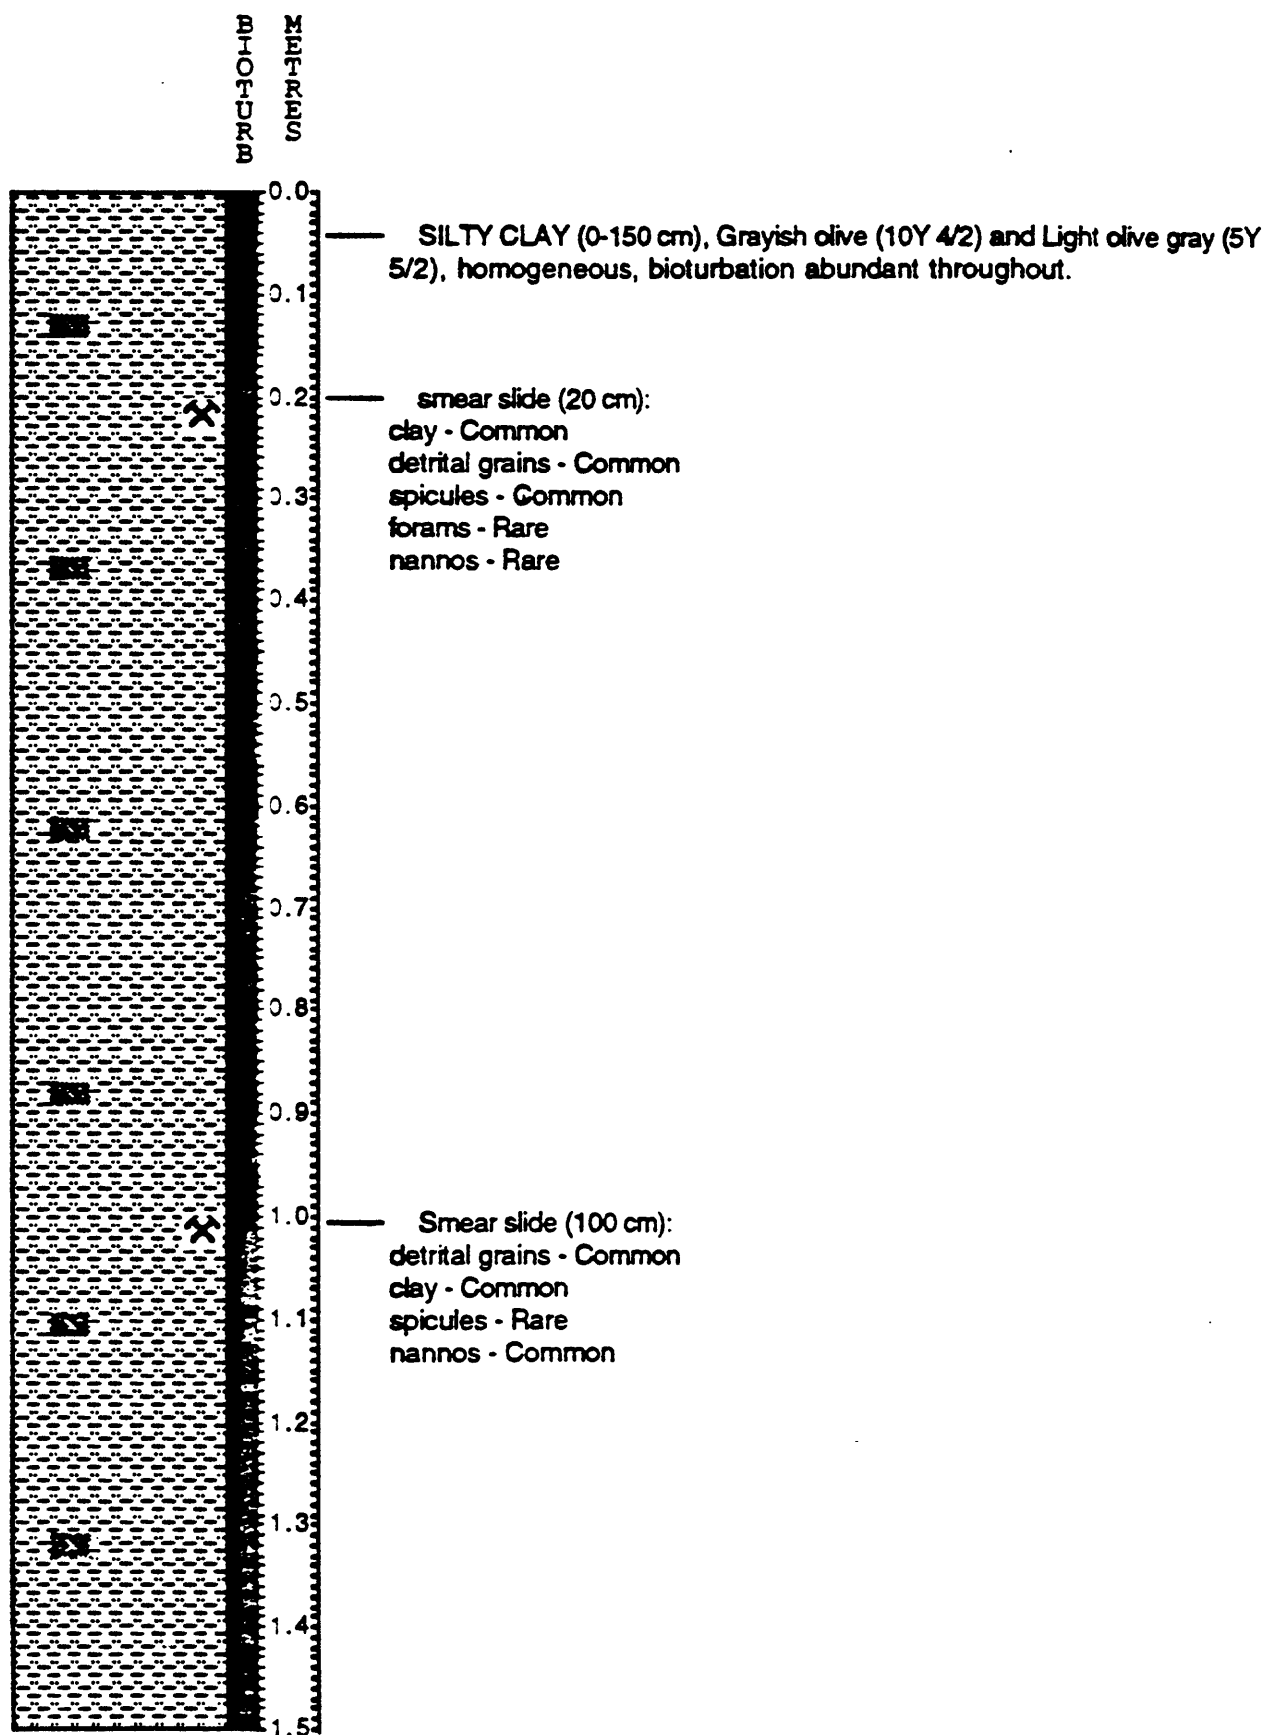 BIOTURB
METRES
0.0
SILTY CLAY (0-150 cm), Grayish olive (10Y 4/2) and Light olive gray (5Y
5/2), homogeneous, bioturbation abundant throughout.
0.1
0.2
smear slide (20 cm):
clay - Common
detrital grains - Common
spicules - Common
0.3
forams - Rare
nannos - Rare
0.4
0.5
0.6
0.7
0.8
0.9
1.0
Smear slide (100 cm):
detrital grains - Common
clay - Common
1.1
spicules - Rare
nannos - Common
1.2
1.3
1.4
1.5